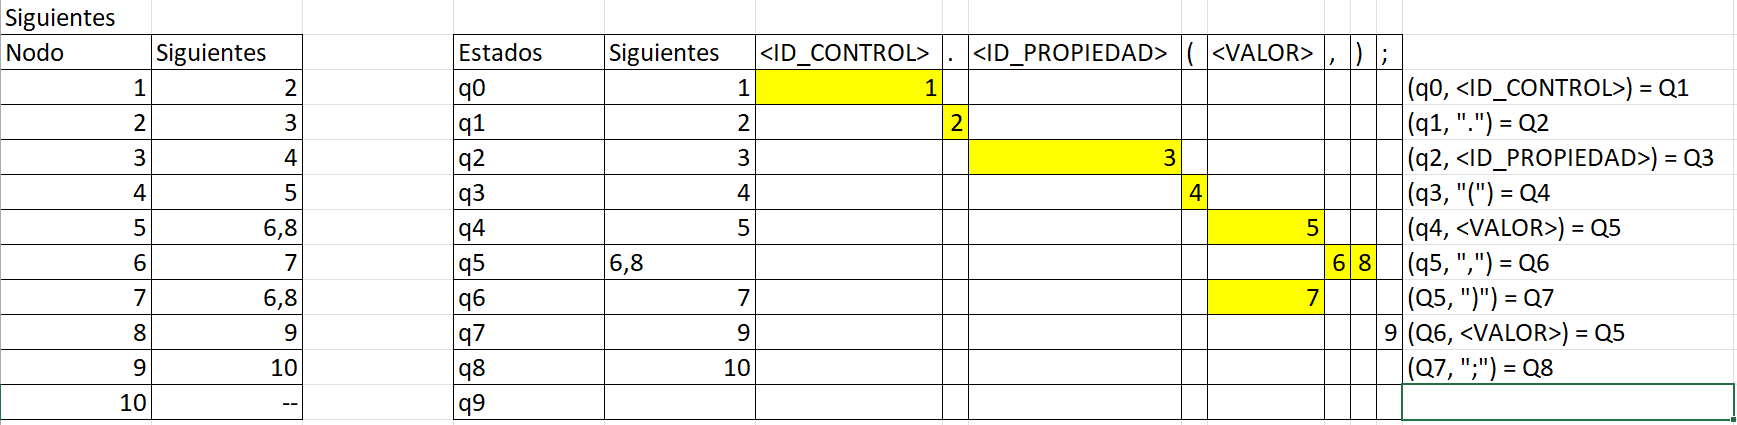 Siguientes
Nodo Siguientes Estados Siguientes <ID_CONTROL> . <ID_PROPIEDAD> ( <VALOR> , ) ;
1 2 q0 1 1 (q0, <ID_CONTROL>) = Q1
2 3 q1 2 2 (q1, ".") = Q2
3 4 q2 3 3 (q2, <ID_PROPIEDAD>) = Q3
4 5 q3 4 4 (q3, "(") = Q4
5 6,8 q4 5 5 (q4, <VALOR>) = Q5
6 7 q5 6,8 6 8 (q5, ",") = Q6
7 6,8 q6 7 7 (Q5, ")") = Q7
8 9 q7 9 9 (Q6, <VALOR>) = Q5
9 10 q8 10 (Q7, ";") = Q8
10 -- q9